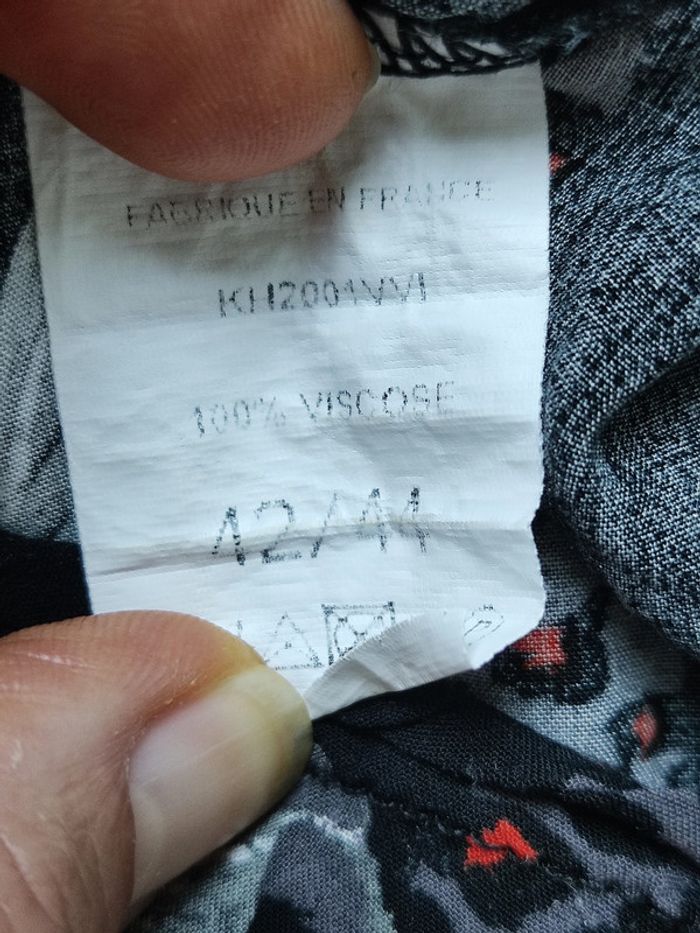 FABRIQUE EN FRANCE
KH2001VVI
100% VISCOSE
42/44